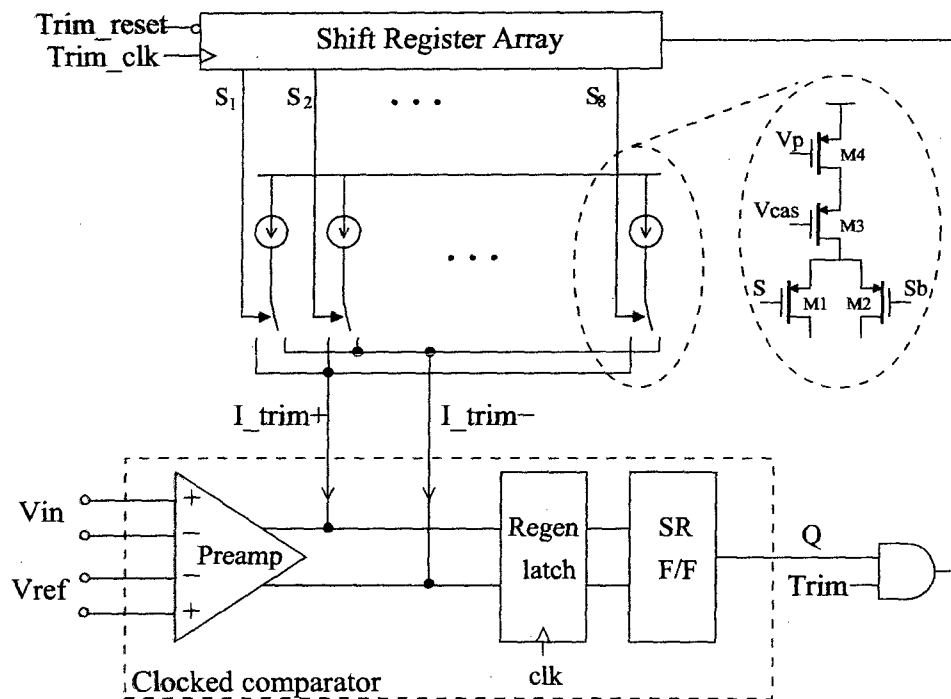 Trim_reset
Trim_clk
Shift Register Array
S1
S2
. . .
S8
Vp
M4
Vcas
M3
. . .
S
M1
M2
Sb
I_trim+
I_trim−
Vin
+
−
Vref
−
+
Preamp
Regen
latch
clk
SR
F/F
Q
Trim
Clocked comparator